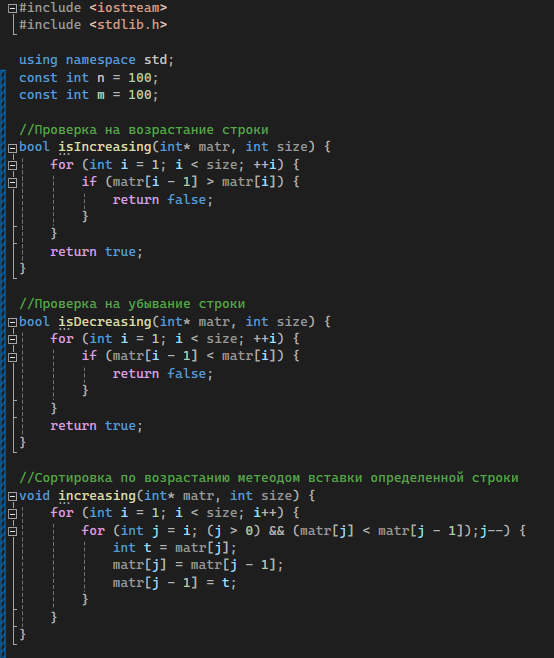 #include <iostream>
#include <stdlib.h>

using namespace std;
const int n = 100;
const int m = 100;

//Проверка на возрастание строки
bool isIncreasing(int* matr, int size) {
    for (int i = 1; i < size; ++i) {
        if (matr[i - 1] > matr[i]) {
            return false;
        }
    }
    return true;
}

//Проверка на убывание строки
bool isDecreasing(int* matr, int size) {
    for (int i = 1; i < size; ++i) {
        if (matr[i - 1] < matr[i]) {
            return false;
        }
    }
    return true;
}

//Сортировка по возрастанию метеодом вставки определенной строки
void increasing(int* matr, int size) {
    for (int i = 1; i < size; i++) {
        for (int j = i; (j > 0) && (matr[j] < matr[j - 1]);j--) {
            int t = matr[j];
            matr[j] = matr[j - 1];
            matr[j - 1] = t;
        }
    }
}